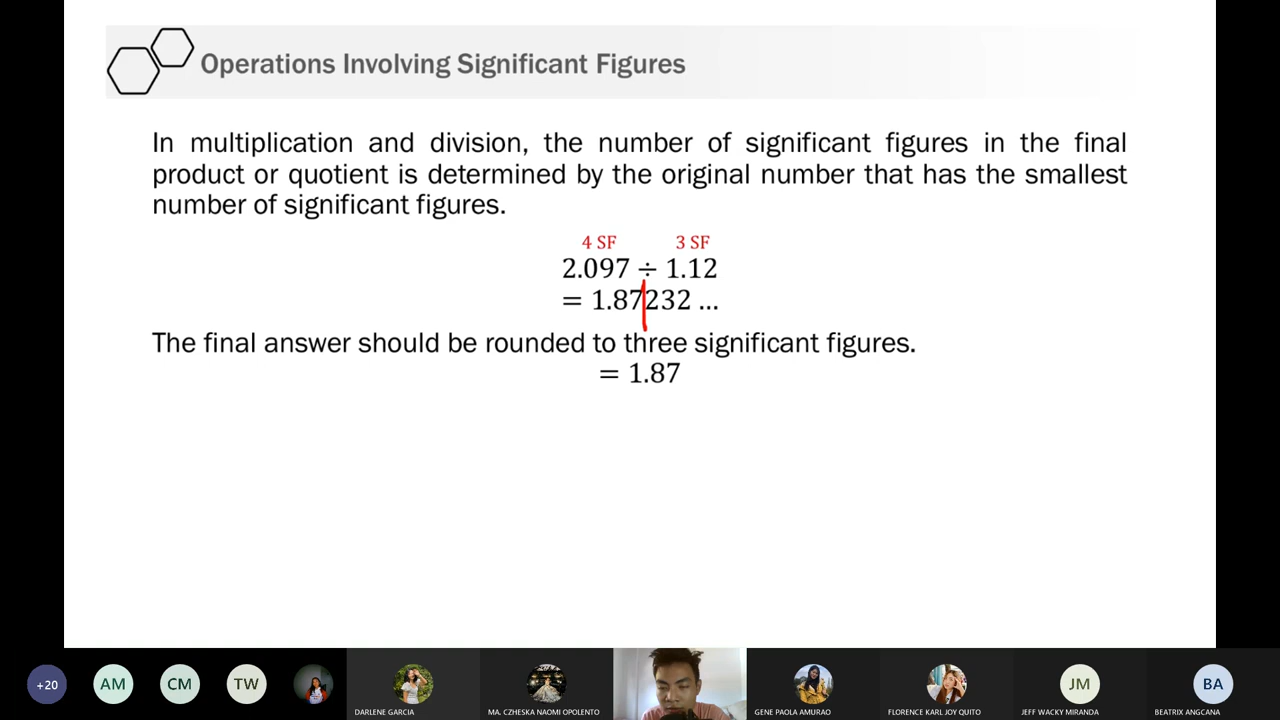 Operations Involving Significant Figures
In multiplication and division, the number of significant figures in the final
product or quotient is determined by the original number that has the smallest
number of significant figures.
4 SF 3 SF
2.097 ÷ 1.12
= 1.87232 ...
The final answer should be rounded to three significant figures.
= 1.87
+20 AM CM TW JM BA
DARLENE GARCIA MA. CZHESKA NAOMI OPOLENTO GENE PAOLA AMURAO FLORENCE KARL JOY QUITO JEFF WACKY MIRANDA BEATRIX ANGCANA